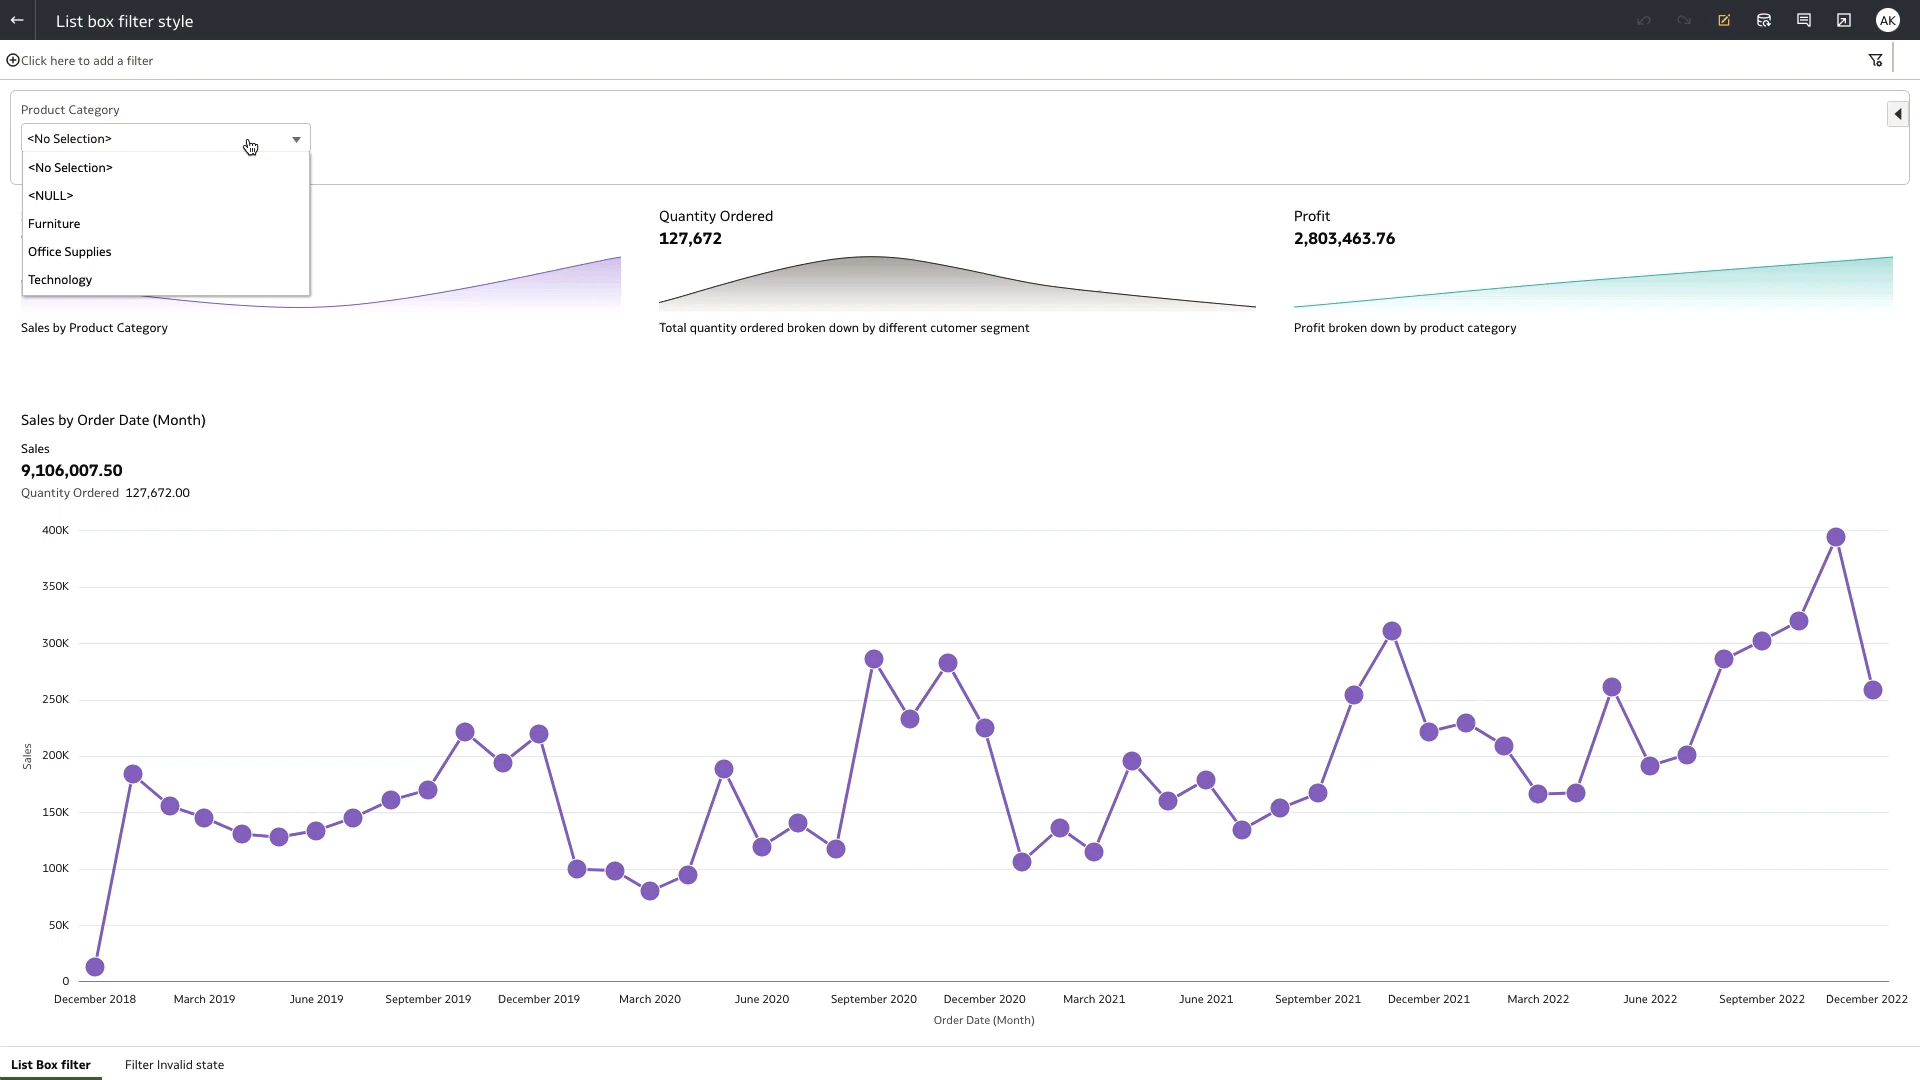 List box filter style
AK
Click here to add a filter
Product Category
<No Selection>
<No Selection>
<NULL>
Furniture
Office Supplies
Technology
Sales by Product Category
Quantity Ordered
127,672
Total quantity ordered broken down by different cutomer segment
Profit
2,803,463.76
Profit broken down by product category
Sales by Order Date (Month)
Sales
9,106,007.50
Quantity Ordered 127,672.00
400K
350K
300K
250K
200K
150K
100K
50K
0
Sales
December 2018 March 2019 June 2019 September 2019 December 2019 March 2020 June 2020 September 2020 December 2020 March 2021 June 2021 September 2021 December 2021 March 2022 June 2022 September 2022 December 2022
Order Date (Month)
List Box filter Filter Invalid state